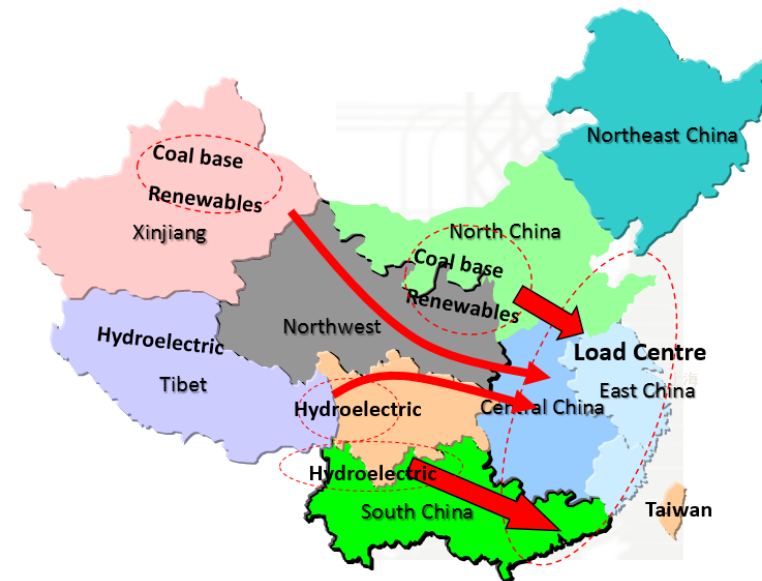 Northeast China
Coal base
Renewables
Xinjiang
North China
Coal base
Renewables
Northwest
Hydroelectric
Tibet
Load Centre
East China
Central China
Hydroelectric
Hydroelectric
South China
Taiwan